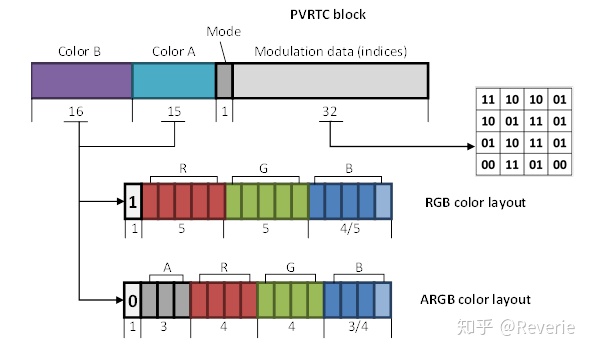 PVRTC block
Color B
Color A
Mode
Modulation data (indices)
16
15
1
32
11 10 10 01
10 01 11 01
01 10 11 01
00 11 01 00
R
G
B
1
RGB color layout
1
5
5
4/5
A
R
G
B
0
ARGB color layout
1
3
4
4
3/4
知乎 @Reverie